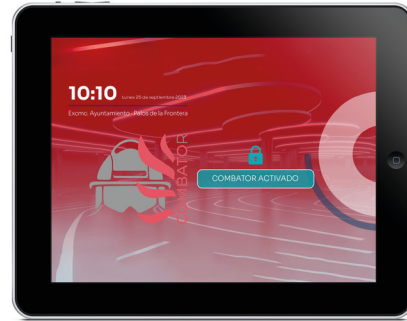 10:10 Lunes 25 de septiembre 2023
Excmo. Ayuntamiento Palos de la Frontera
COMBATOR
COMBATOR ACTIVADO